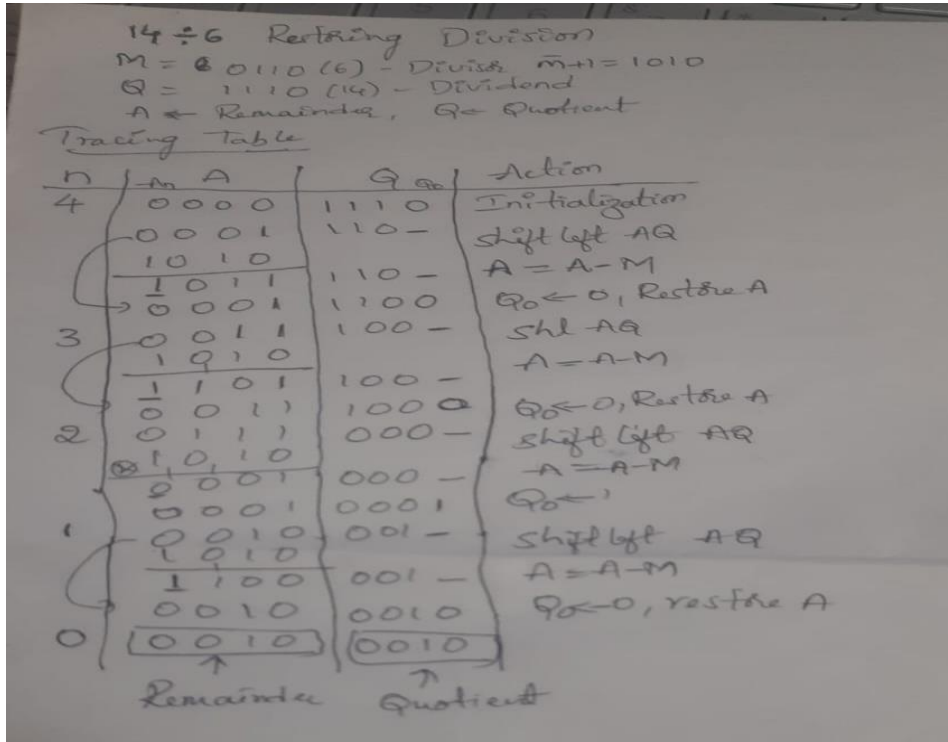 14 ÷ 6 Restoring Division
M = 0110 (6) - Divisor m̄+1 = 1010
Q = 1110 (14) - Dividend
A ← Remainder, Q ← Quotient
Tracing Table
n An A Q Q0 Action
4 0000 1110 Initialization
0001 110- shift left AQ
1010 A = A-M
1011 110-
0001 1100 Q0 ← 0, Restore A
3 0011 100- shl AQ
1010 A = A-M
1101 100-
0011 1000 Q0 ← 0, Restore A
2 0111 000- shift left AQ
1010 A = A-M
0001 000-
0001 0001 Q0 ← 1
1 0010 001- shift left AQ
1010 A = A-M
1100 001-
0010 0010 Q0 ← 0, restore A
0 0010 0010
Remainder Quotient